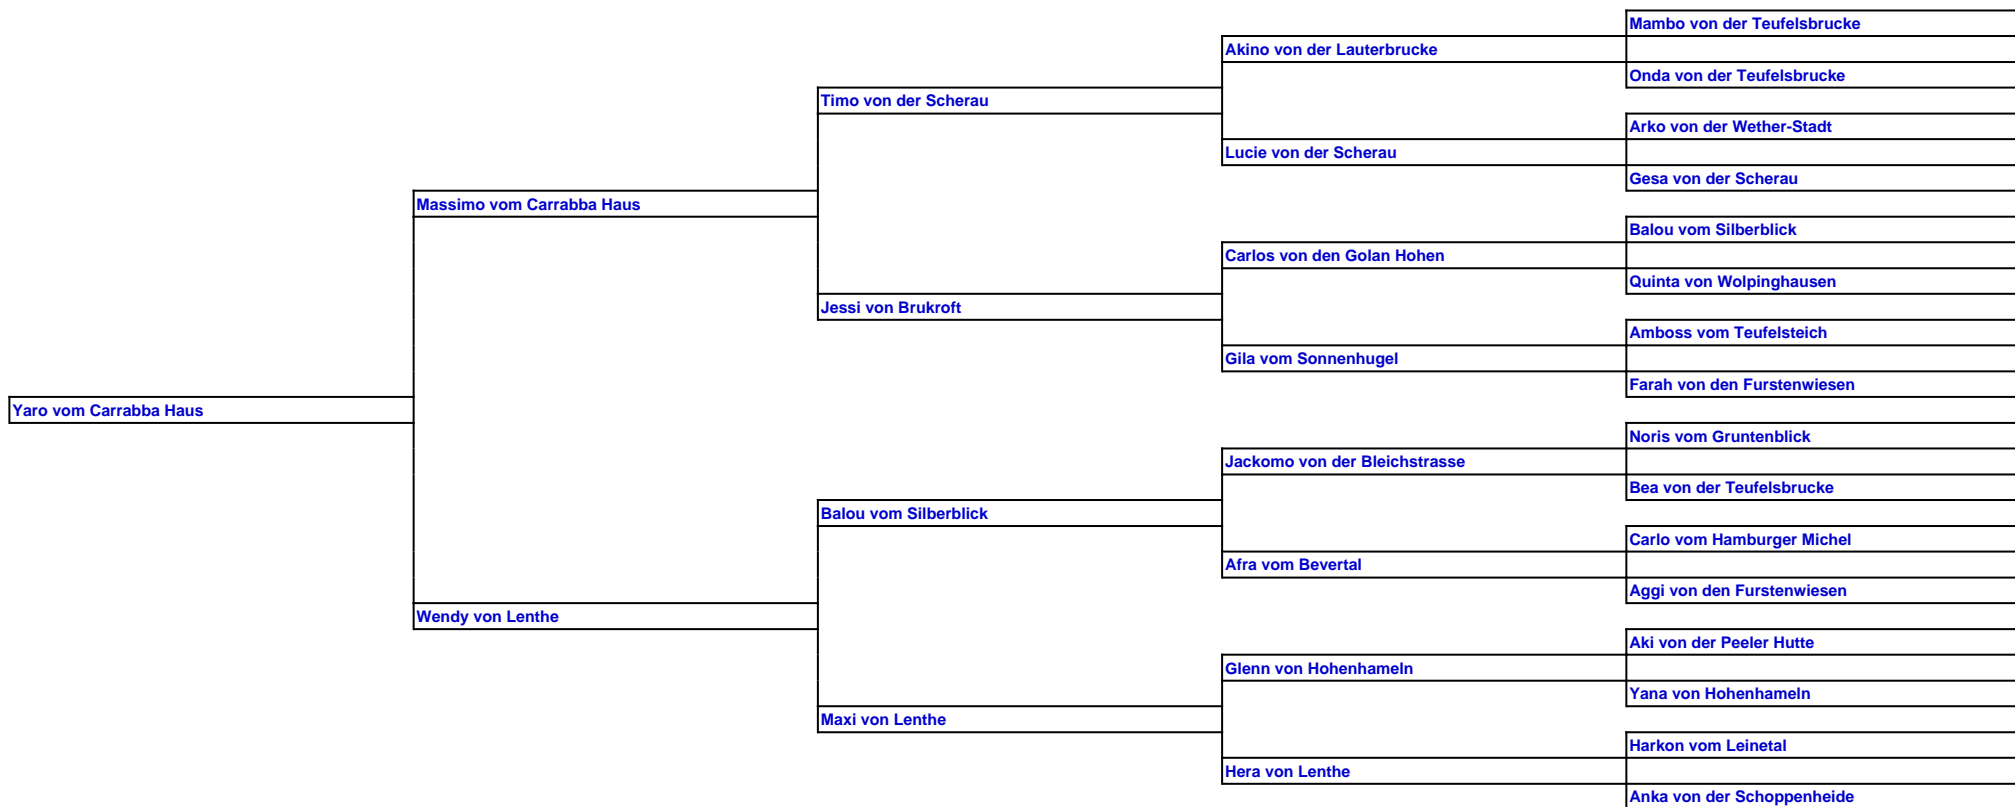 Mambo von der Teufelsbrucke
Akino von der Lauterbrucke
Onda von der Teufelsbrucke
Timo von der Scherau
Arko von der Wether-Stadt
Lucie von der Scherau
Gesa von der Scherau
Massimo vom Carrabba Haus
Balou vom Silberblick
Carlos von den Golan Hohen
Quinta von Wolpinghausen
Jessi von Brukroft
Amboss vom Teufelsteich
Gila vom Sonnenhugel
Farah von den Furstenwiesen
Yaro vom Carrabba Haus
Noris vom Gruntenblick
Jackomo von der Bleichstrasse
Bea von der Teufelsbrucke
Balou vom Silberblick
Carlo vom Hamburger Michel
Afra vom Bevertal
Aggi von den Furstenwiesen
Wendy von Lenthe
Aki von der Peeler Hutte
Glenn von Hohenhameln
Yana von Hohenhameln
Maxi von Lenthe
Harkon vom Leinetal
Hera von Lenthe
Anka von der Schoppenheide